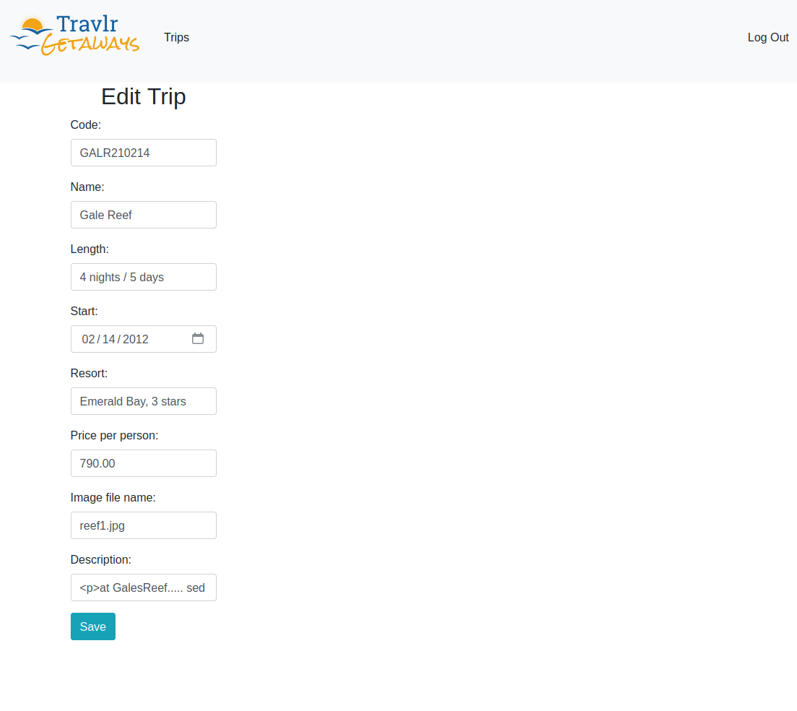 Travlr
Getaways
Trips
Log Out
Edit Trip
Code:
GALR210214
Name:
Gale Reef
Length:
4 nights / 5 days
Start:
02/14/2012
Resort:
Emerald Bay, 3 stars
Price per person:
790.00
Image file name:
reef1.jpg
Description:
<p>at GalesReef..... sed
Save